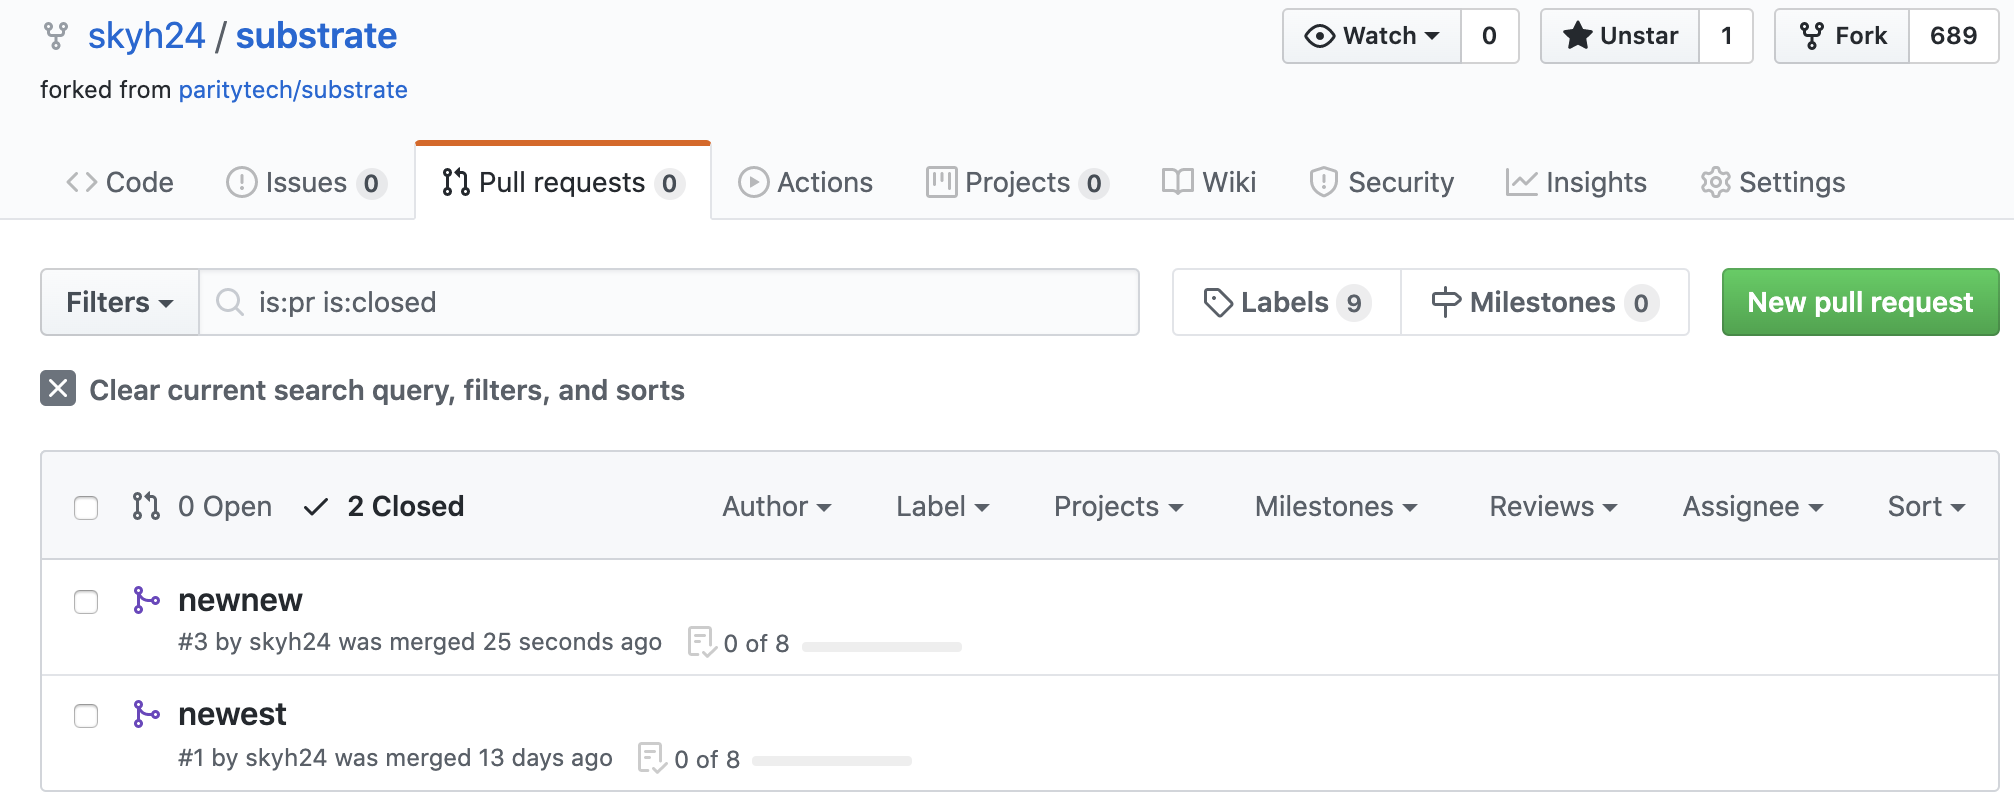 skyh24 / substrate
Watch 0
Unstar 1
Fork 689
forked from paritytech/substrate
Code
Issues 0
Pull requests 0
Actions
Projects 0
Wiki
Security
Insights
Settings
Filters
is:pr is:closed
Labels 9
Milestones 0
New pull request
Clear current search query, filters, and sorts
0 Open
2 Closed
Author
Label
Projects
Milestones
Reviews
Assignee
Sort
newnew
#3 by skyh24 was merged 25 seconds ago 0 of 8
newest
#1 by skyh24 was merged 13 days ago 0 of 8